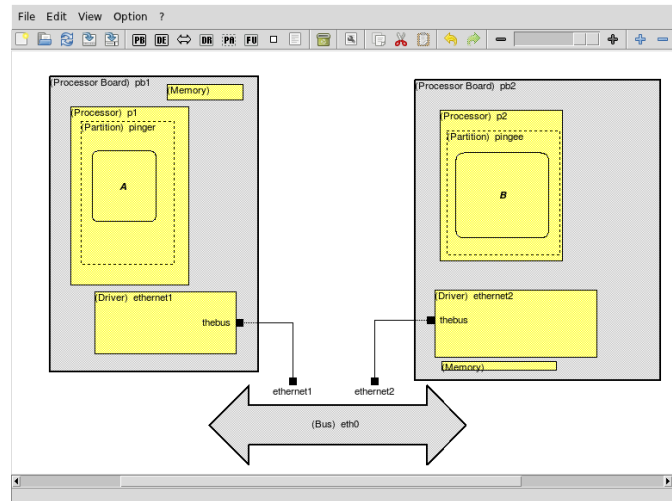 File Edit View Option ?
PB DE DR PA FU
(Processor Board) pb1
(Memory)
(Processor) p1
(Partition) pinger
A
(Driver) ethernet1
thebus
ethernet1
(Processor Board) pb2
(Processor) p2
(Partition) pingee
B
(Driver) ethernet2
thebus
(Memory)
ethernet2
(Bus) eth0